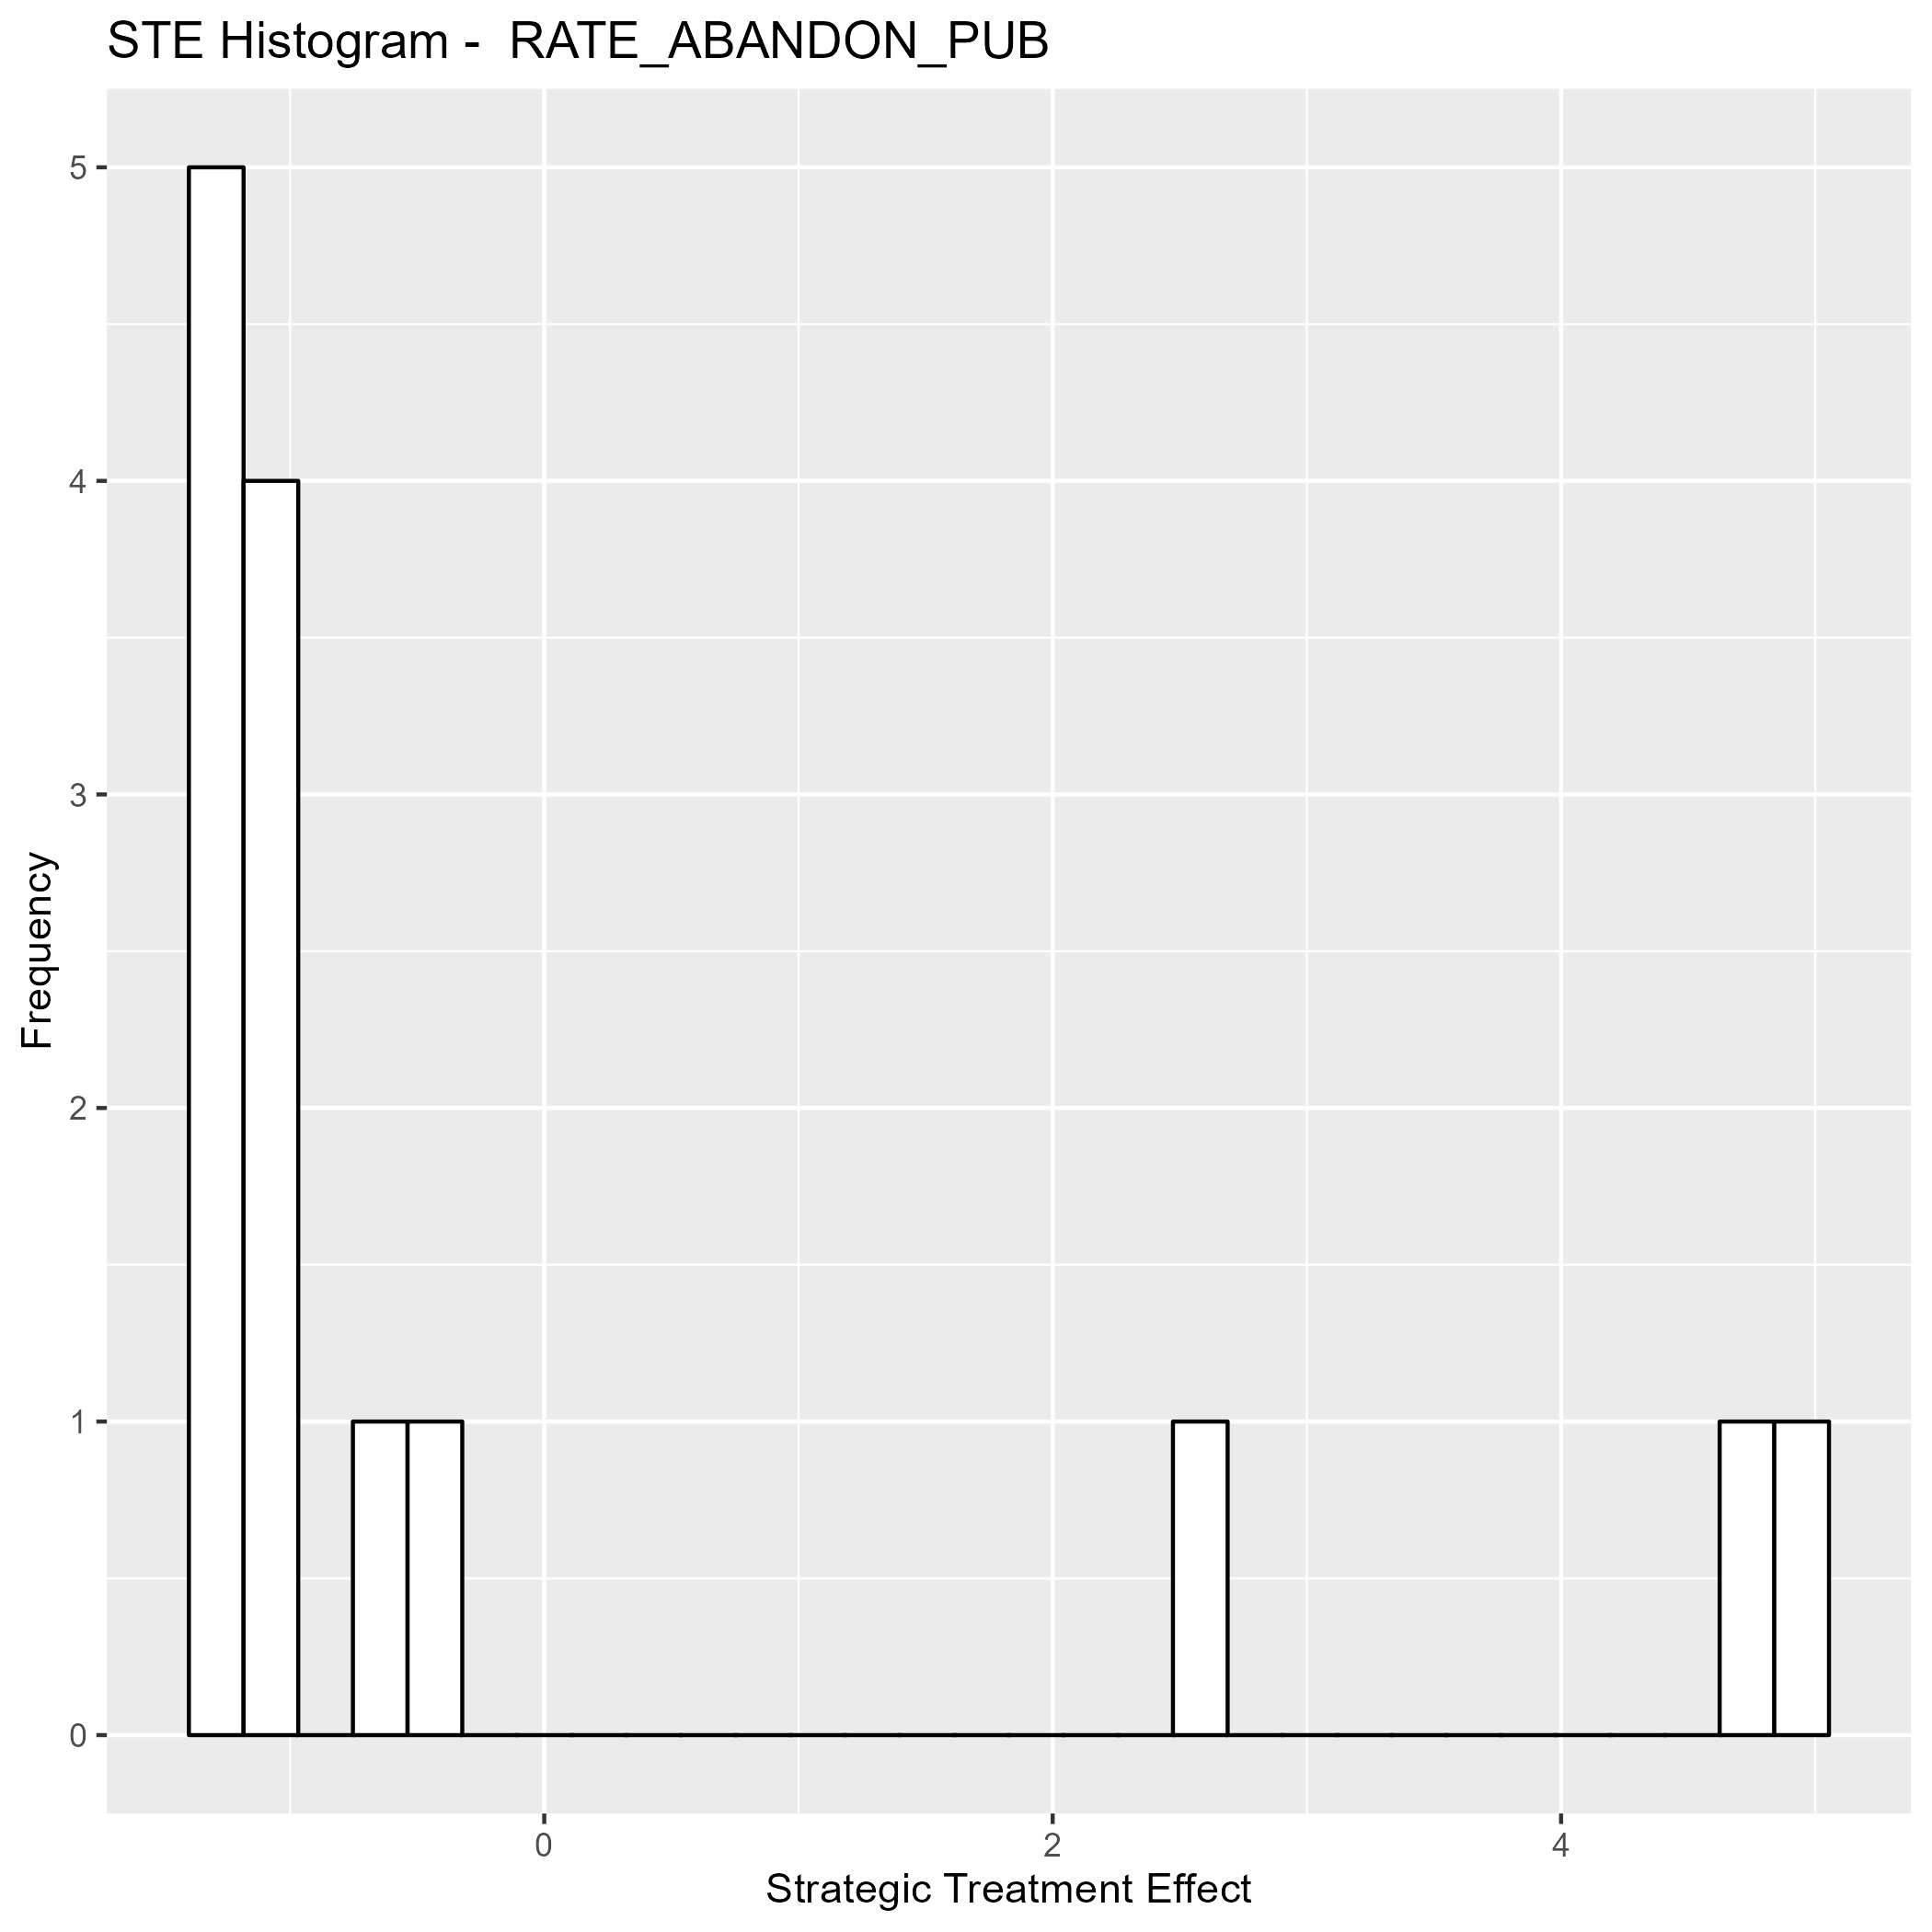 STE Histogram -  RATE_ABANDON_PUB
5
4
3
2
1
0
Frequency
0 2 4
Strategic Treatment Effect